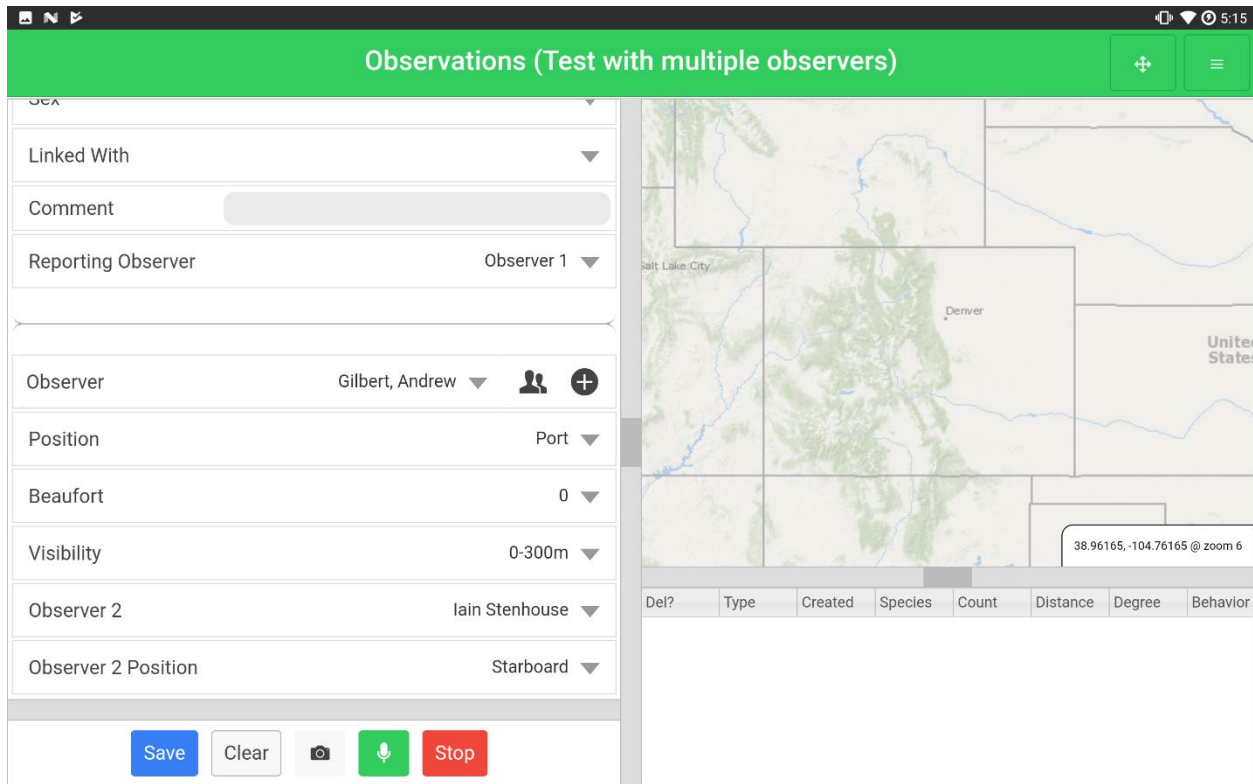 5:15
Observations (Test with multiple observers)
Sex
Linked With
Comment
Reporting Observer Observer 1
Observer Gilbert, Andrew
Position Port
Beaufort 0
Visibility 0-300m
Observer 2 Iain Stenhouse
Observer 2 Position Starboard
Save Clear Stop
Salt Lake City
Denver
United
States
38.96165, -104.76165 @ zoom 6
Del? Type Created Species Count Distance Degree Behavior